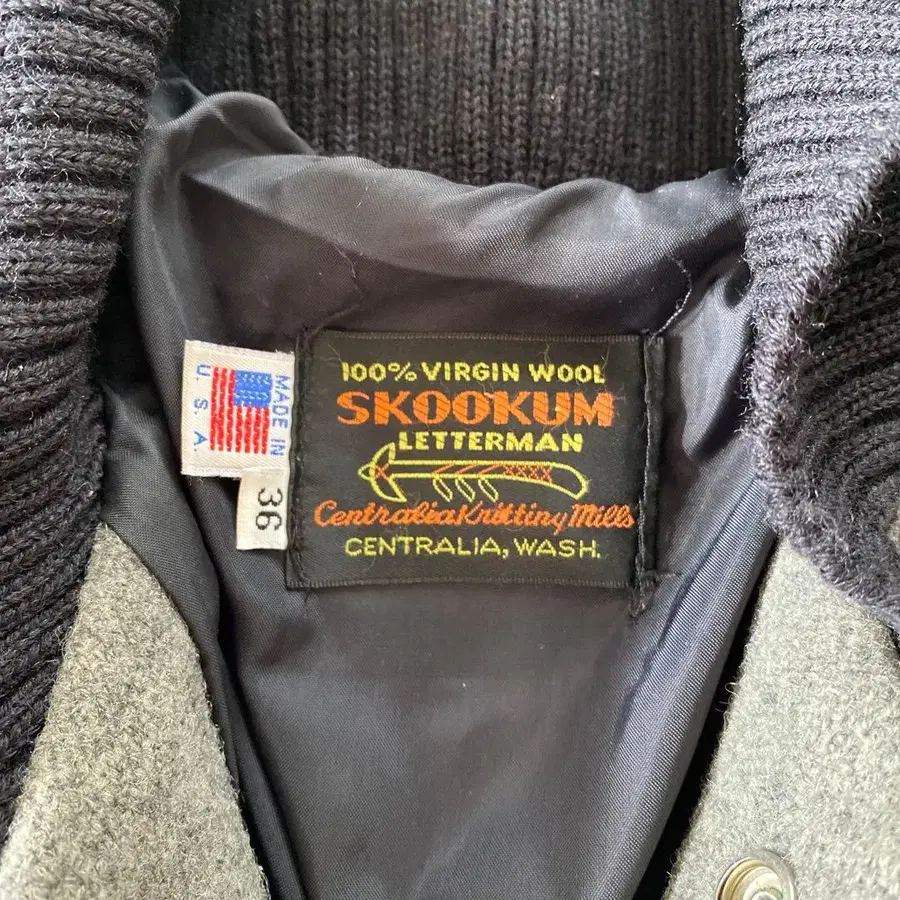 MADE IN
U.S.A.
36
100% VIRGIN WOOL
SKOOKUM
LETTERMAN
Centralia Knitting Mills
CENTRALIA, WASH.